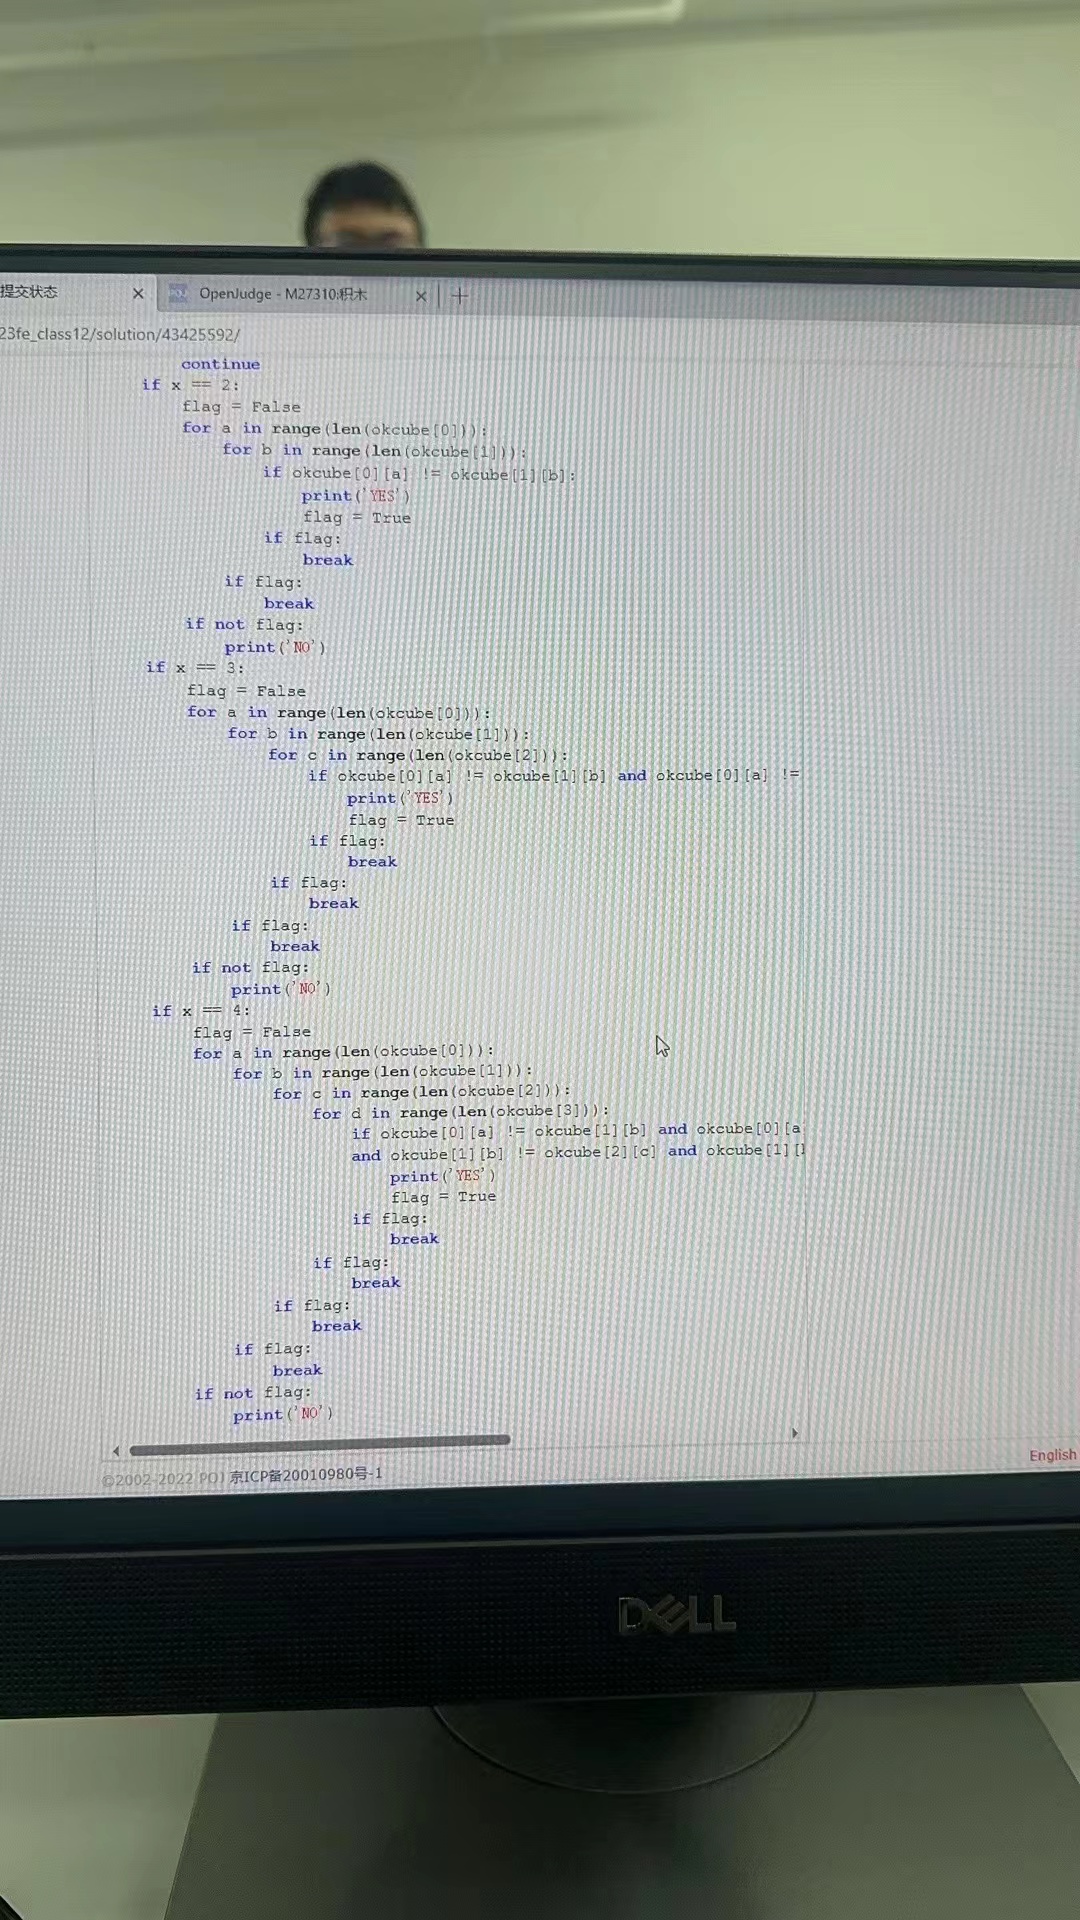 提交状态
OpenJudge - M27310:积木
23fe_class12/solution/43425592/
continue
if x == 2:
flag = False
for a in range(len(okcube[0])):
for b in range(len(okcube[1])):
if okcube[0][a] != okcube[1][b]:
print('YES')
flag = True
if flag:
break
if flag:
break
if not flag:
print('NO')
if x == 3:
flag = False
for a in range(len(okcube[0])):
for b in range(len(okcube[1])):
for c in range(len(okcube[2])):
if okcube[0][a] != okcube[1][b] and okcube[0][a] !=
print('YES')
flag = True
if flag:
break
if flag:
break
if flag:
break
if not flag:
print('NO')
if x == 4:
flag = False
for a in range(len(okcube[0])):
for b in range(len(okcube[1])):
for c in range(len(okcube[2])):
for d in range(len(okcube[3])):
if okcube[0][a] != okcube[1][b] and okcube[0][a
and okcube[1][b] != okcube[2][c] and okcube[1][
print('YES')
flag = True
if flag:
break
if flag:
break
if flag:
break
if flag:
break
if not flag:
print('NO')
©2002-2022 POJ 京ICP备20010980号-1
English
DELL